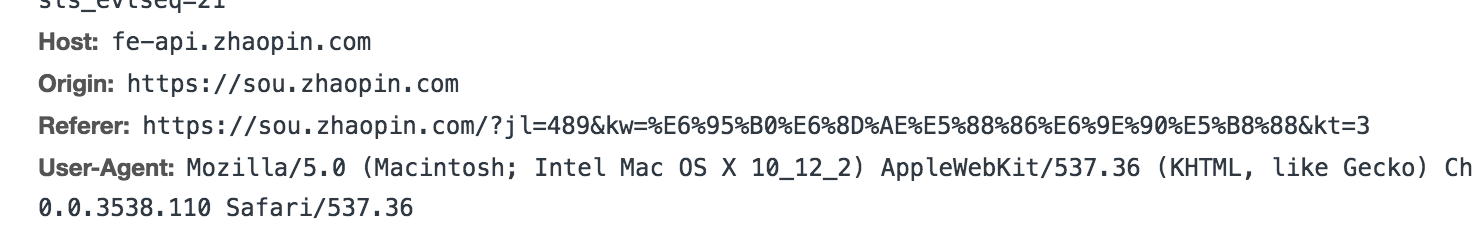 sts_evtseq=21
Host: fe-api.zhaopin.com
Origin: https://sou.zhaopin.com
Referer: https://sou.zhaopin.com/?jl=489&kw=%E6%95%B0%E6%8D%AE%E5%88%86%E6%9E%90%E5%B8%88&kt=3
User-Agent: Mozilla/5.0 (Macintosh; Intel Mac OS X 10_12_2) AppleWebKit/537.36 (KHTML, like Gecko) Ch
0.0.3538.110 Safari/537.36